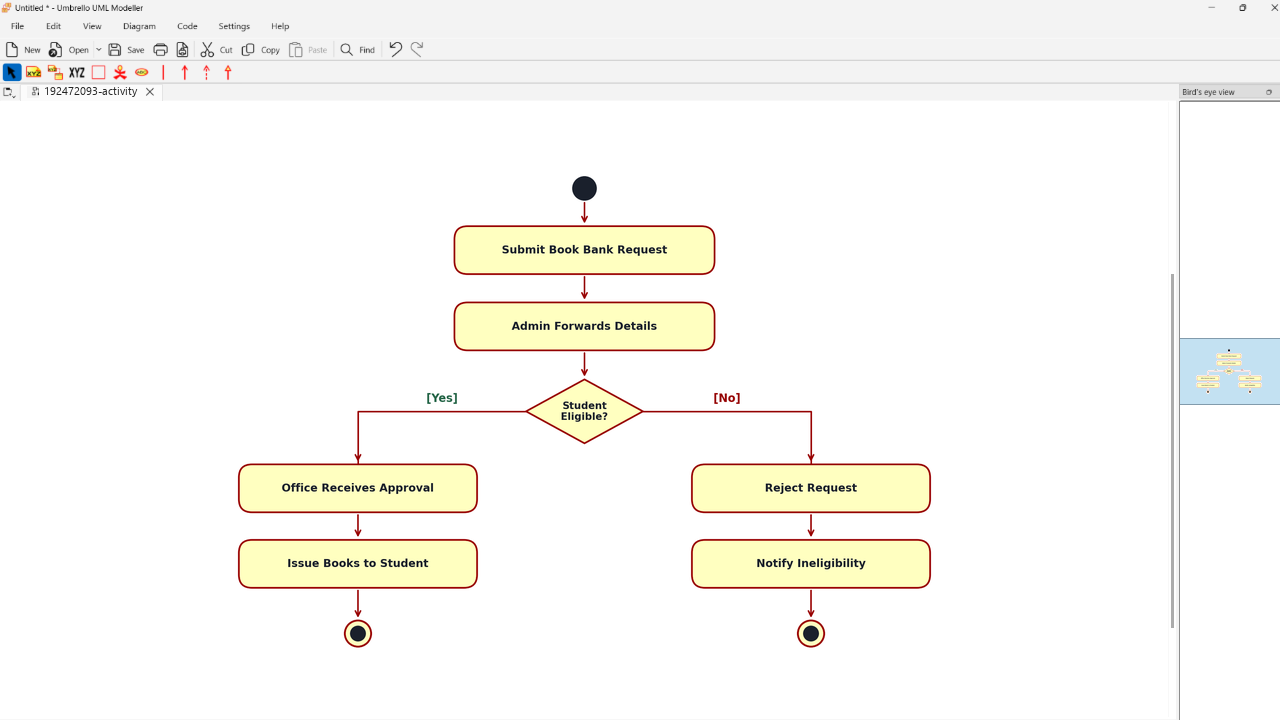 Untitled * - Umbrello UML Modeller
File Edit View Diagram Code Settings Help
New Open Save Cut Copy Paste Find
XYZ
192472093-activity
Bird's eye view
Submit Book Bank Request
Admin Forwards Details
Student
Eligible?
[Yes] [No]
Office Receives Approval Reject Request
Issue Books to Student Notify Ineligibility